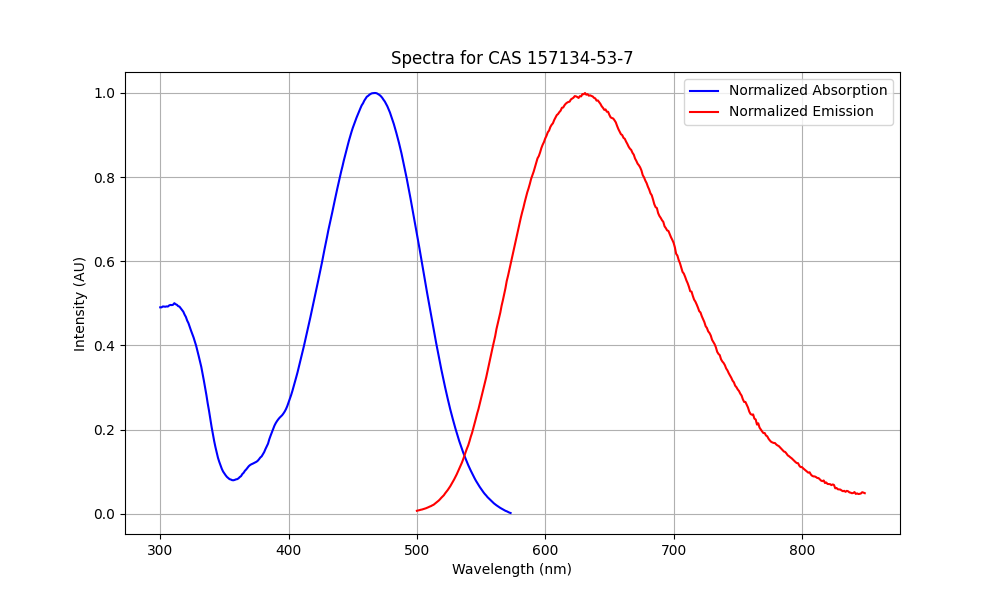 Spectra for CAS 157134-53-7
Normalized Absorption
Normalized Emission
Intensity (AU)
1.0
0.8
0.6
0.4
0.2
0.0
300 400 500 600 700 800
Wavelength (nm)